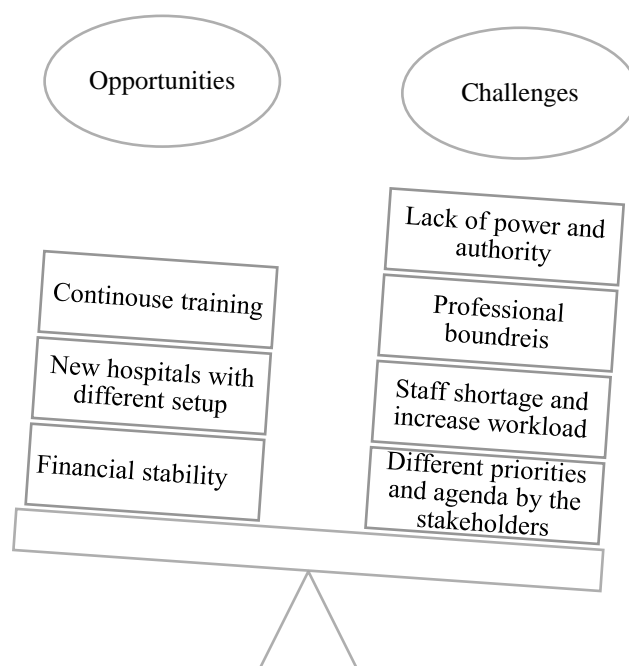 Opportunities
Challenges
Continouse training
New hospitals with
different setup
Financial stability
Lack of power and
authority
Professional
boundreis
Staff shortage and
increase workload
Different priorities
and agenda by the
stakeholders